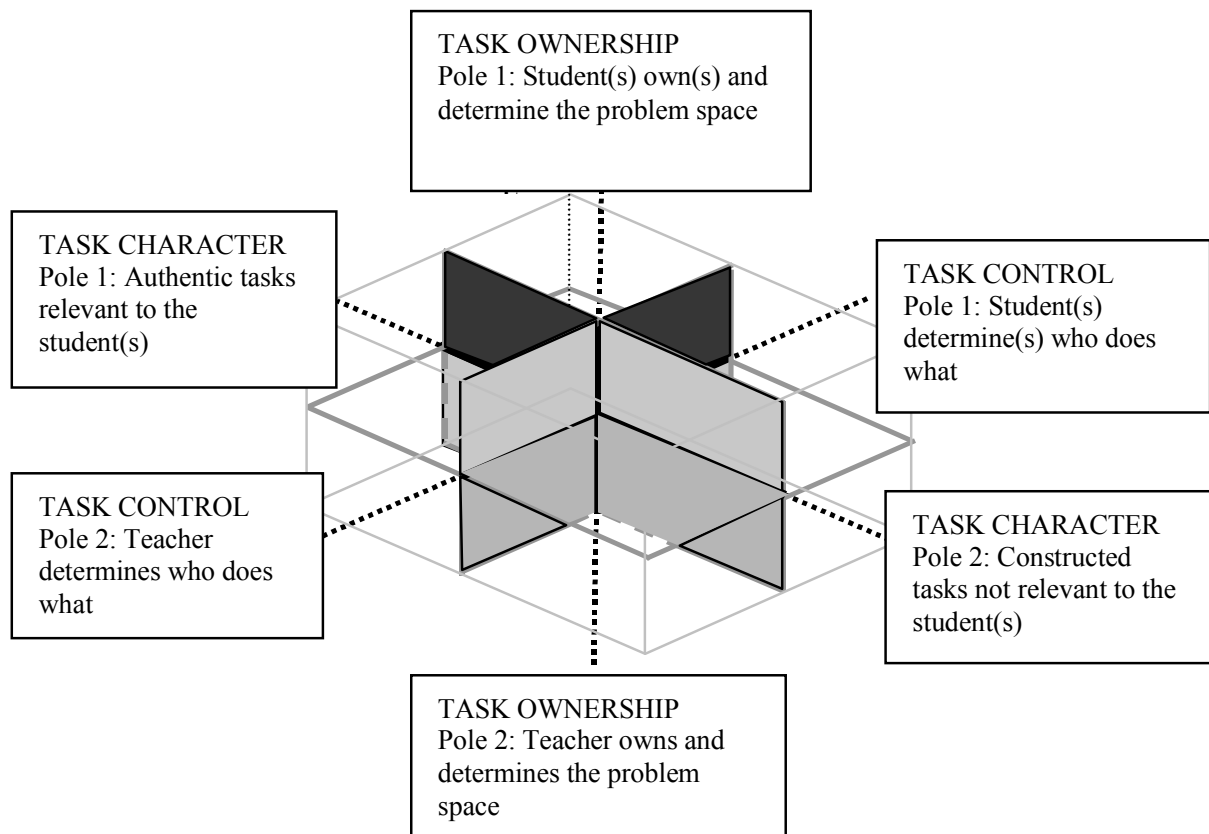 TASK OWNERSHIP
Pole 1: Student(s) own(s) and
determine the problem space
TASK CHARACTER
Pole 1: Authentic tasks
relevant to the
student(s)
TASK CONTROL
Pole 1: Student(s)
determine(s) who does
what
TASK CONTROL
Pole 2: Teacher
determines who does
what
TASK CHARACTER
Pole 2: Constructed
tasks not relevant to the
student(s)
TASK OWNERSHIP
Pole 2: Teacher owns and
determines the problem
space